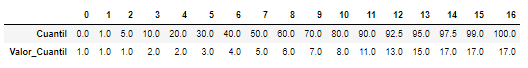 0 1 2 3 4 5 6 7 8 9 10 11 12 13 14 15 16
Cuantil 0.0 1.0 5.0 10.0 20.0 30.0 40.0 50.0 60.0 70.0 80.0 90.0 92.5 95.0 97.5 99.0 100.0
Valor_Cuantil 1.0 1.0 1.0 2.0 2.0 3.0 4.0 5.0 6.0 7.0 8.0 11.0 13.0 15.0 17.0 17.0 17.0